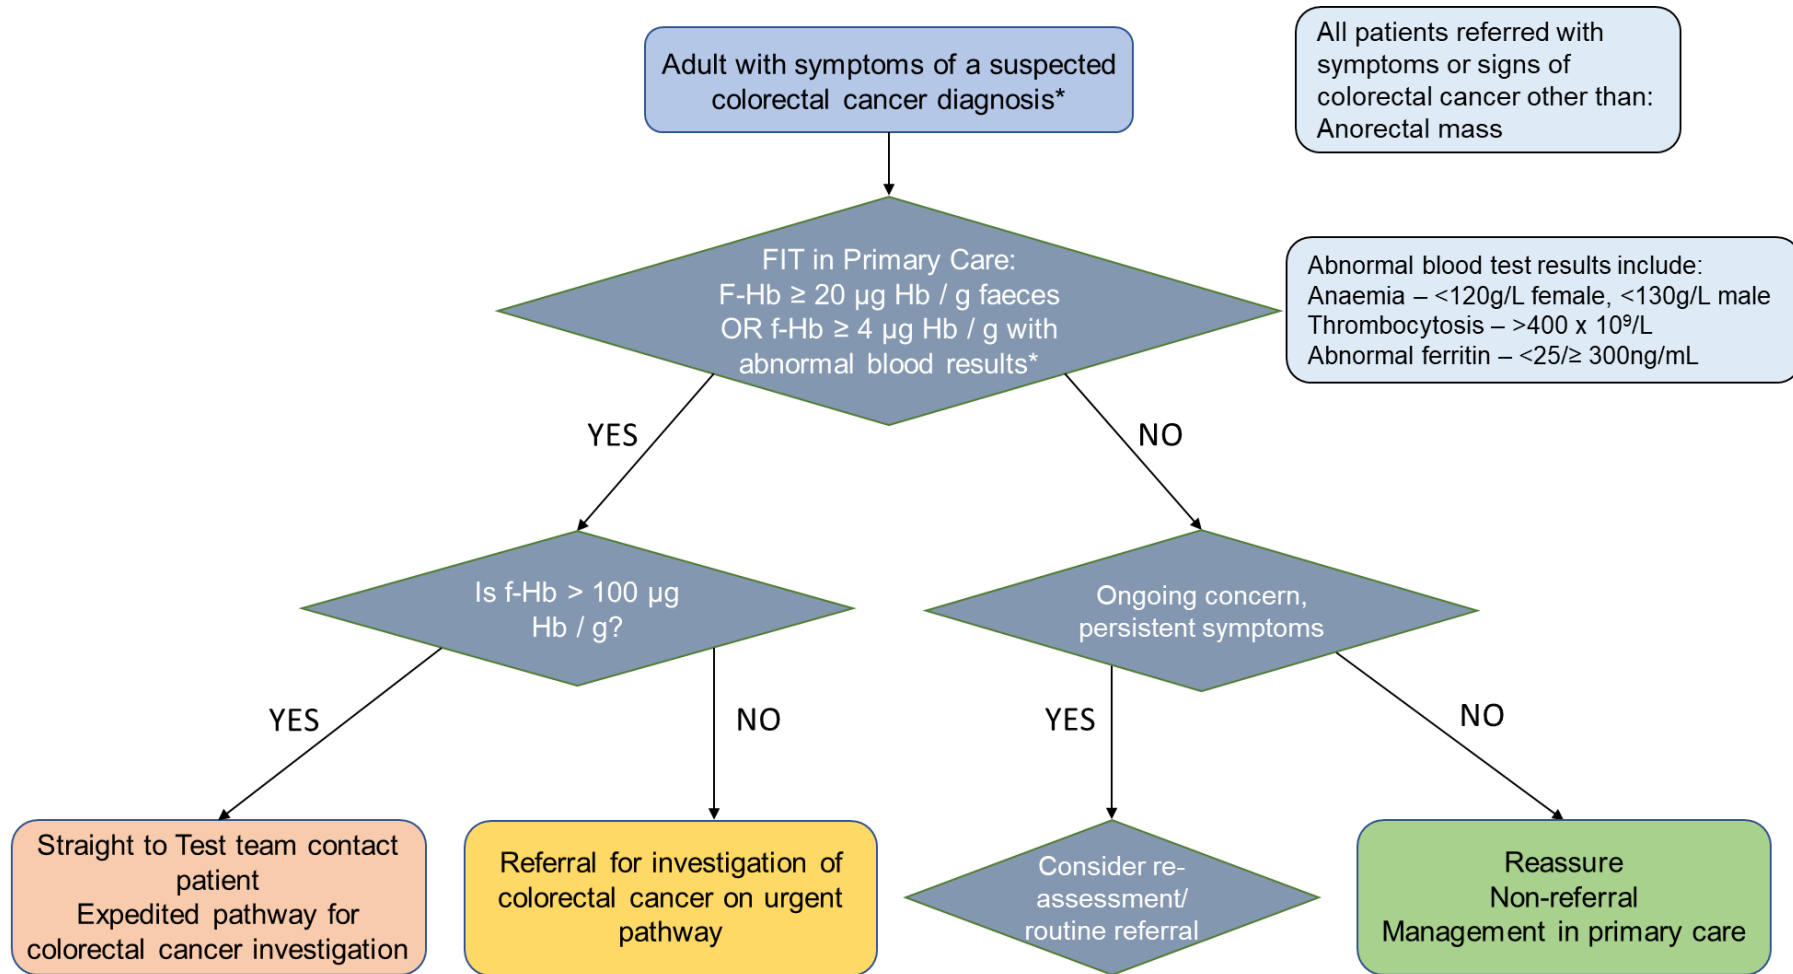 Adult with symptoms of a suspected
colorectal cancer diagnosis*
All patients referred with
symptoms or signs of
colorectal cancer other than:
Anorectal mass
FIT in Primary Care:
F-Hb ≥ 20 µg Hb / g faeces
OR f-Hb ≥ 4 µg Hb / g with
abnormal blood results*
Abnormal blood test results include:
Anaemia – <120g/L female, <130g/L male
Thrombocytosis – >400 x 10⁹/L
Abnormal ferritin – <25/≥ 300ng/mL
YES
NO
Is f-Hb > 100 µg
Hb / g?
Ongoing concern,
persistent symptoms
YES
NO
YES
NO
Straight to Test team contact
patient
Expedited pathway for
colorectal cancer investigation
Referral for investigation of
colorectal cancer on urgent
pathway
Consider re-
assessment/
routine referral
Reassure
Non-referral
Management in primary care